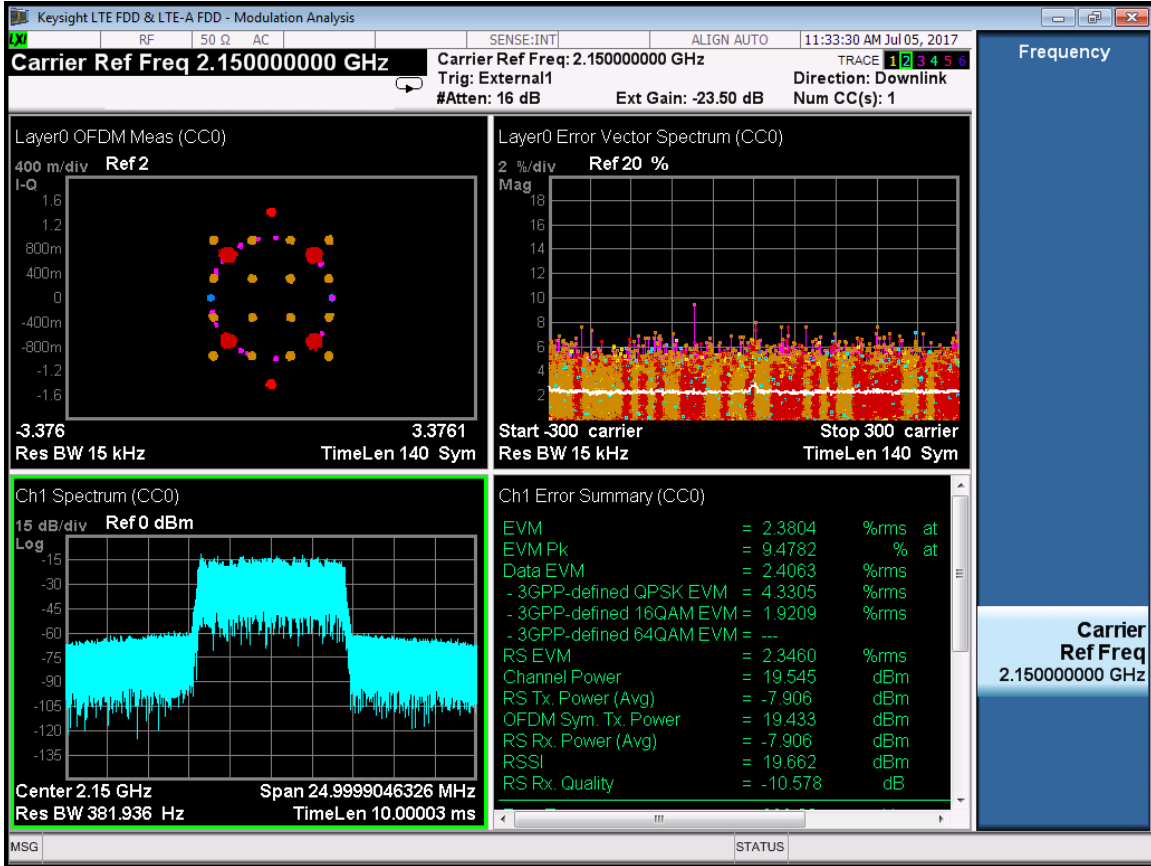 Keysight LTE FDD & LTE-A FDD - Modulation Analysis
LXI RF 50 Ω AC SENSE:INT ALIGN AUTO 11:33:30 AM Jul 05, 2017
Carrier Ref Freq 2.150000000 GHz
Carrier Ref Freq: 2.150000000 GHz
Trig: External1
#Atten: 16 dB Ext Gain: -23.50 dB
TRACE 1 2 3 4 5 6
Direction: Downlink
Num CC(s): 1
Frequency
Layer0 OFDM Meas (CC0)
400 m/div Ref 2
I-Q
1.6
1.2
800m
400m
0
-400m
-800m
-1.2
-1.6
-3.376 3.3761
Res BW 15 kHz TimeLen 140 Sym
Layer0 Error Vector Spectrum (CC0)
2 %/div Ref 20 %
Mag
18
16
14
12
10
8
6
4
2
Start -300 carrier Stop 300 carrier
Res BW 15 kHz TimeLen 140 Sym
Ch1 Spectrum (CC0)
15 dB/div Ref 0 dBm
Log
-15
-30
-45
-60
-75
-90
-105
-120
-135
Center 2.15 GHz Span 24.9999046326 MHz
Res BW 381.936 Hz TimeLen 10.00003 ms
Ch1 Error Summary (CC0)
EVM = 2.3804 %rms at
EVM Pk = 9.4782 % at
Data EVM = 2.4063 %rms
- 3GPP-defined QPSK EVM = 4.3305 %rms
- 3GPP-defined 16QAM EVM = 1.9209 %rms
- 3GPP-defined 64QAM EVM = ---
RS EVM = 2.3460 %rms
Channel Power = 19.545 dBm
RS Tx. Power (Avg) = -7.906 dBm
OFDM Sym. Tx. Power = 19.433 dBm
RS Rx. Power (Avg) = -7.906 dBm
RSSI = 19.662 dBm
RS Rx. Quality = -10.578 dB
Carrier
Ref Freq
2.150000000 GHz
MSG STATUS